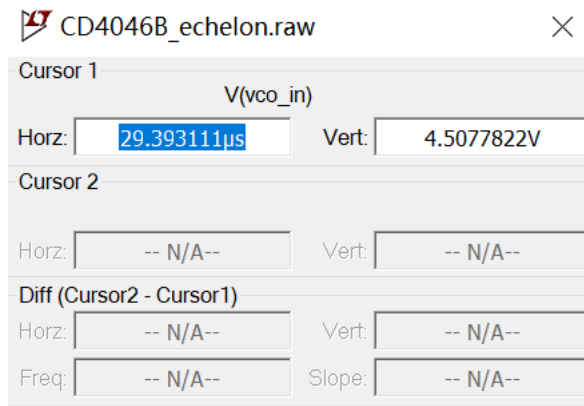 CD4046B_echelon.raw
Cursor 1
V(vco_in)
Horz: 29.393111µs Vert: 4.5077822V
Cursor 2
Horz: -- N/A-- Vert: -- N/A--
Diff (Cursor2 - Cursor1)
Horz: -- N/A-- Vert: -- N/A--
Freq: -- N/A-- Slope: -- N/A--